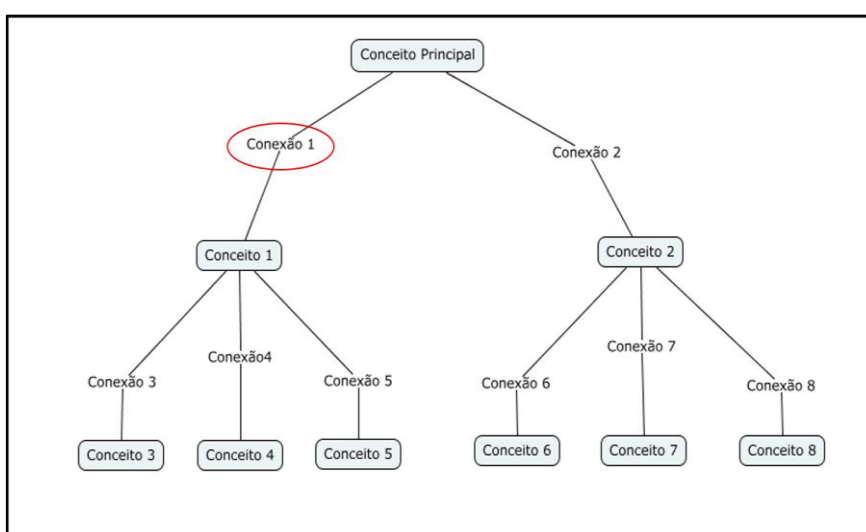 Conceito Principal
Conexão 1
Conexão 2
Conceito 1
Conceito 2
Conexão 3
Conexão4
Conexão 5
Conexão 6
Conexão 7
Conexão 8
Conceito 3
Conceito 4
Conceito 5
Conceito 6
Conceito 7
Conceito 8